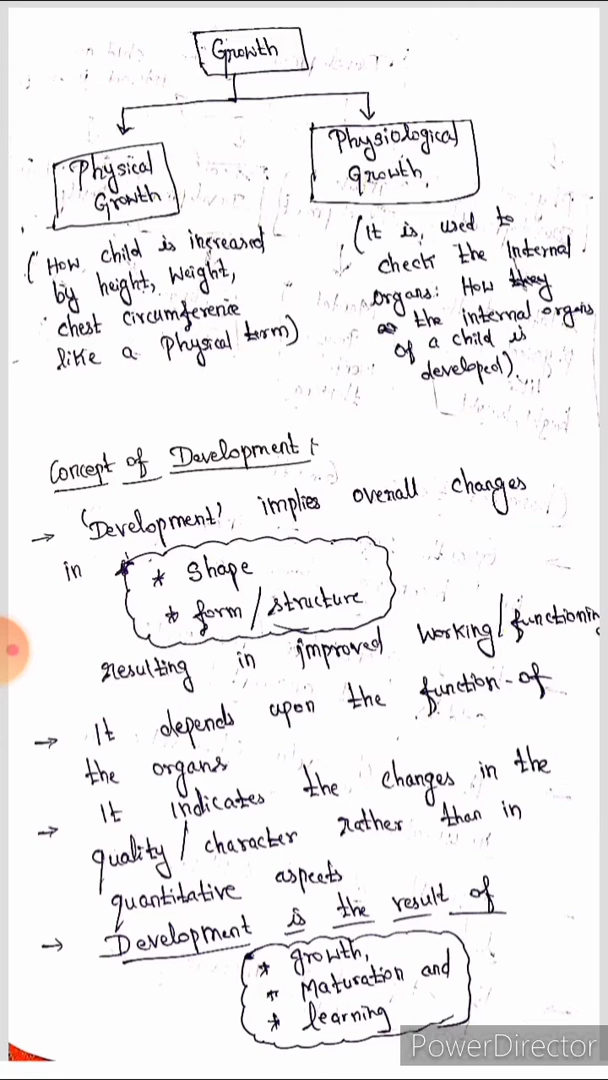 Growth
Physical
Growth
Physiological
Growth
(How child is increased
by height, weight,
chest circumference
like a Physical term)
(It is used to
check the Internal
organs: How they
the internal organs
of a child is
developed).
Concept of Development :-
→ 'Development' implies overall changes
in
* shape
* form/structure
resulting in improved working/functioning
→ It depends upon the function of
the organs
→ It indicates the changes in the
quality/character rather than in
quantitative aspects
→ Development is the result of
* growth,
* Maturation and
* learning
PowerDirector